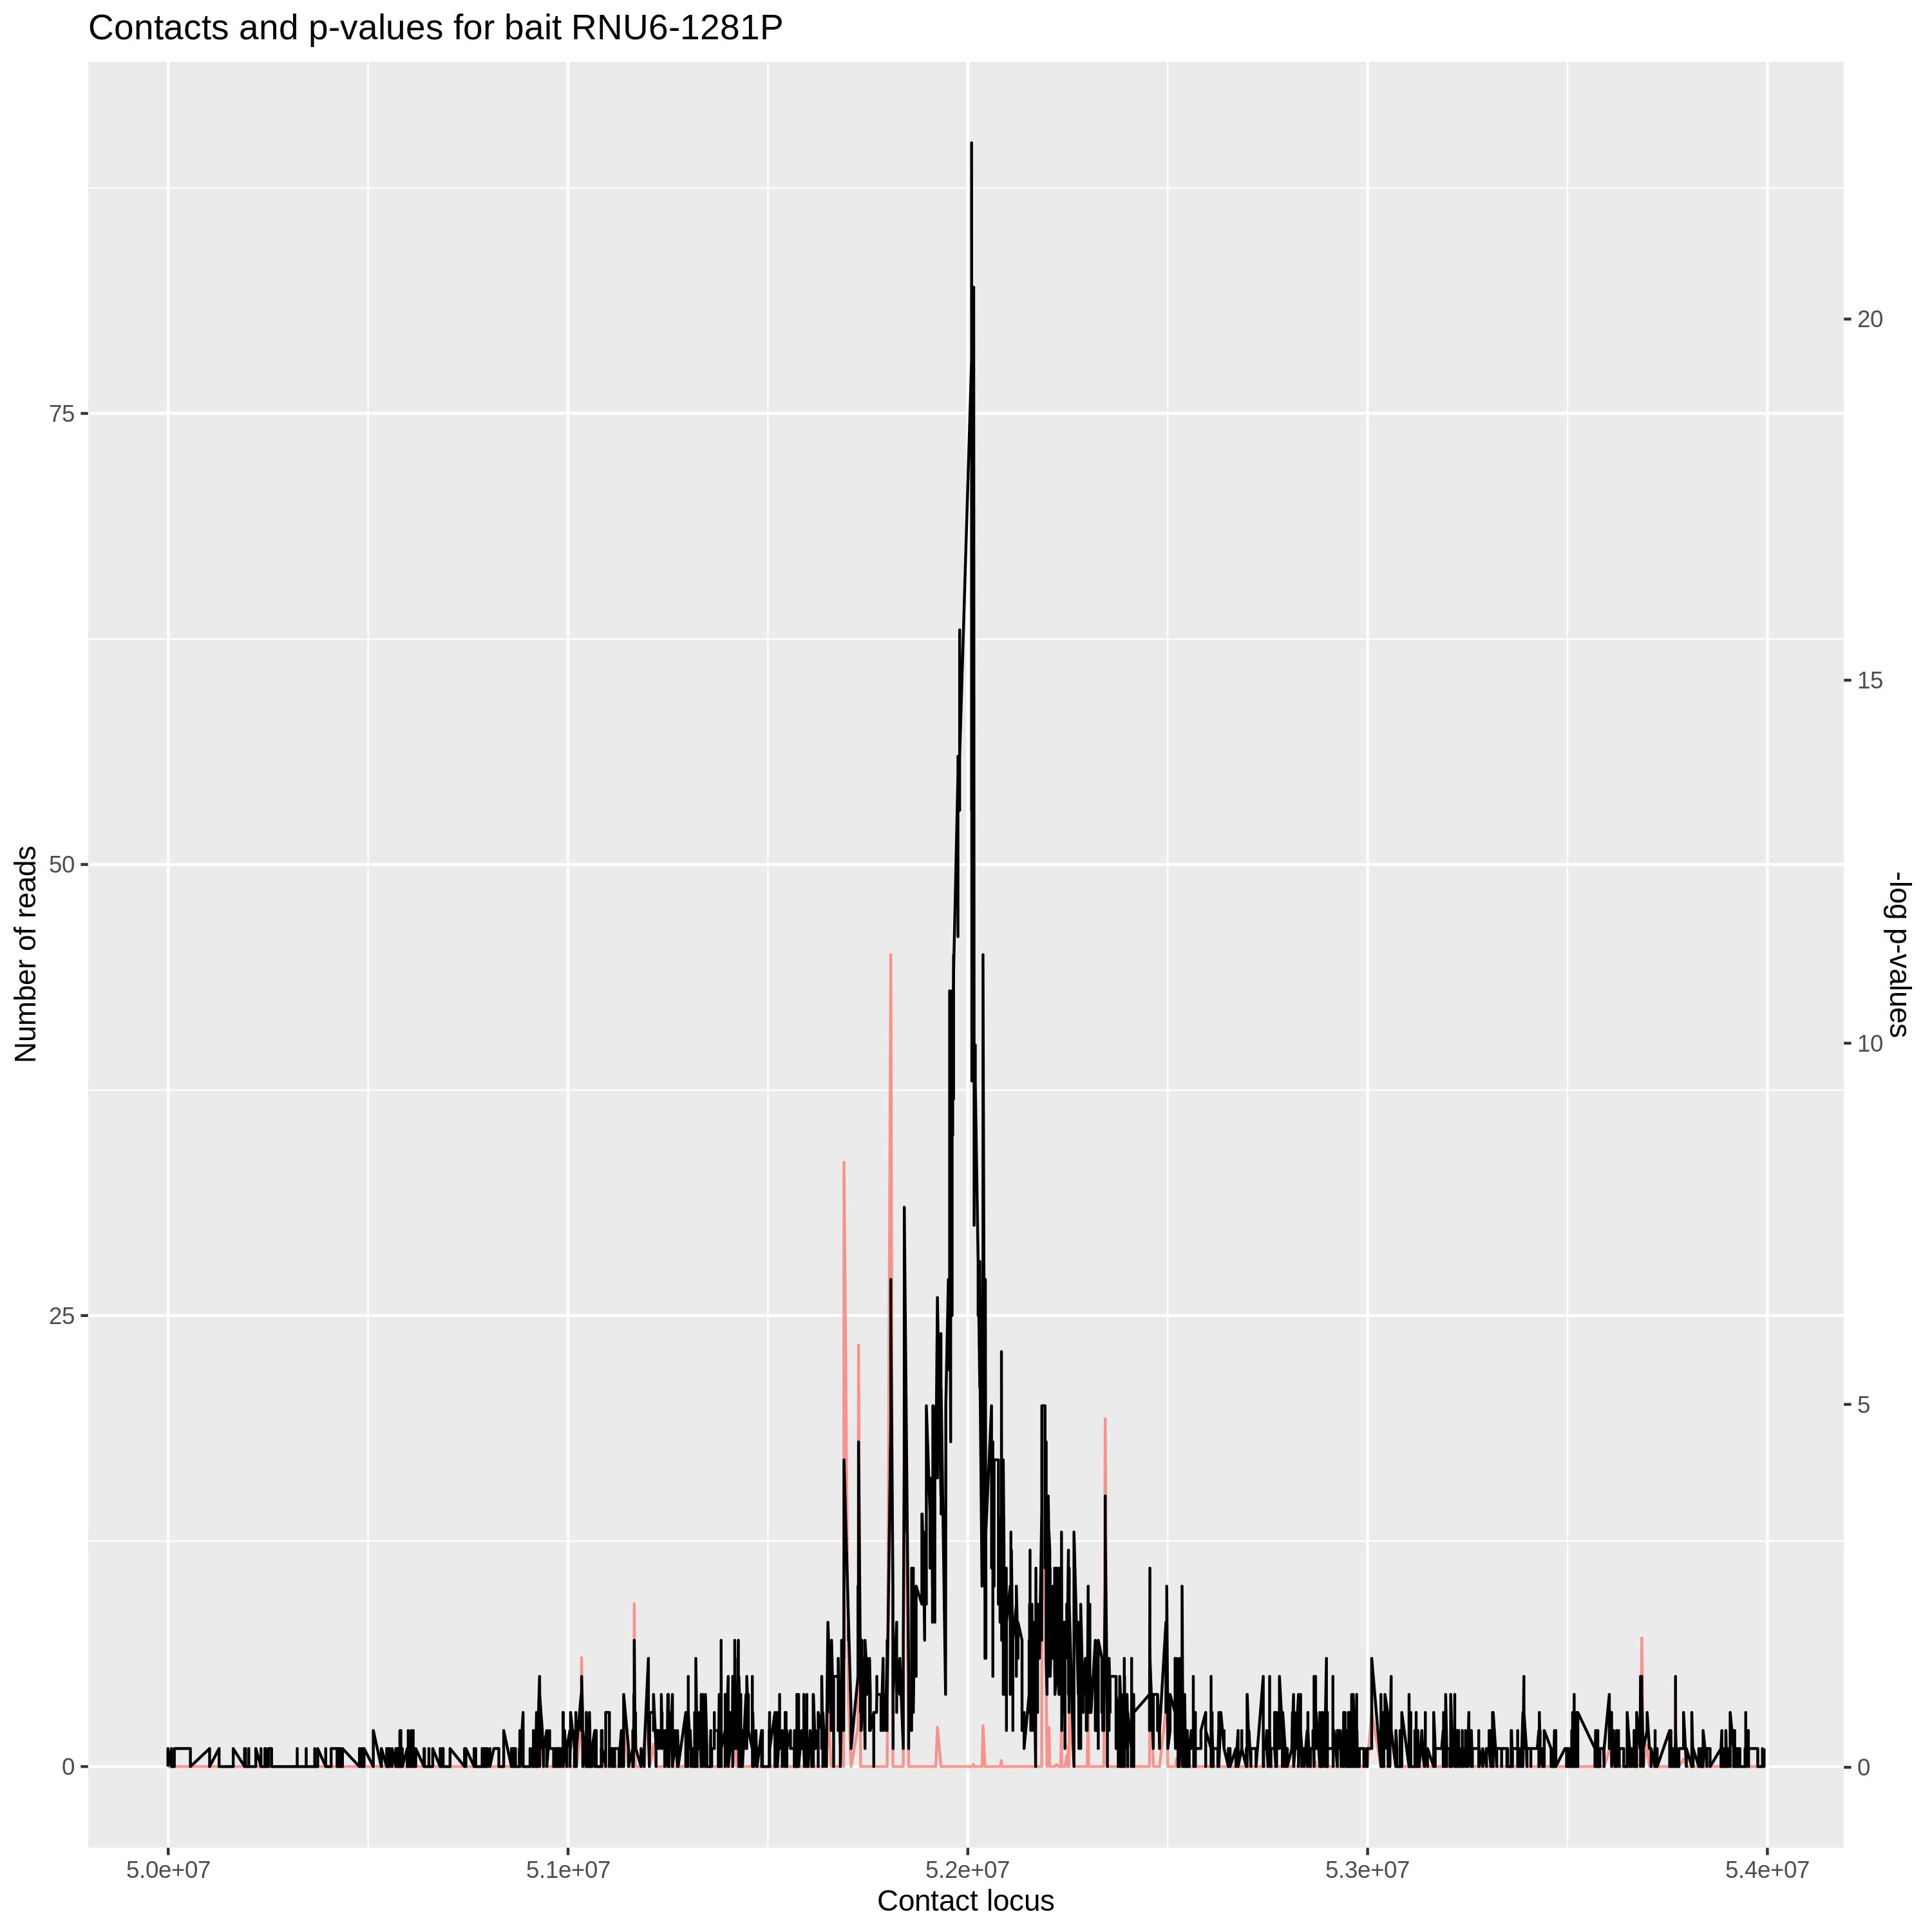 Contacts and p-values for bait RNU6-1281P
Number of reads
75
50
25
0
20
15
10
5
0
-log p-values
5.0e+07
5.1e+07
5.2e+07
5.3e+07
5.4e+07
Contact locus